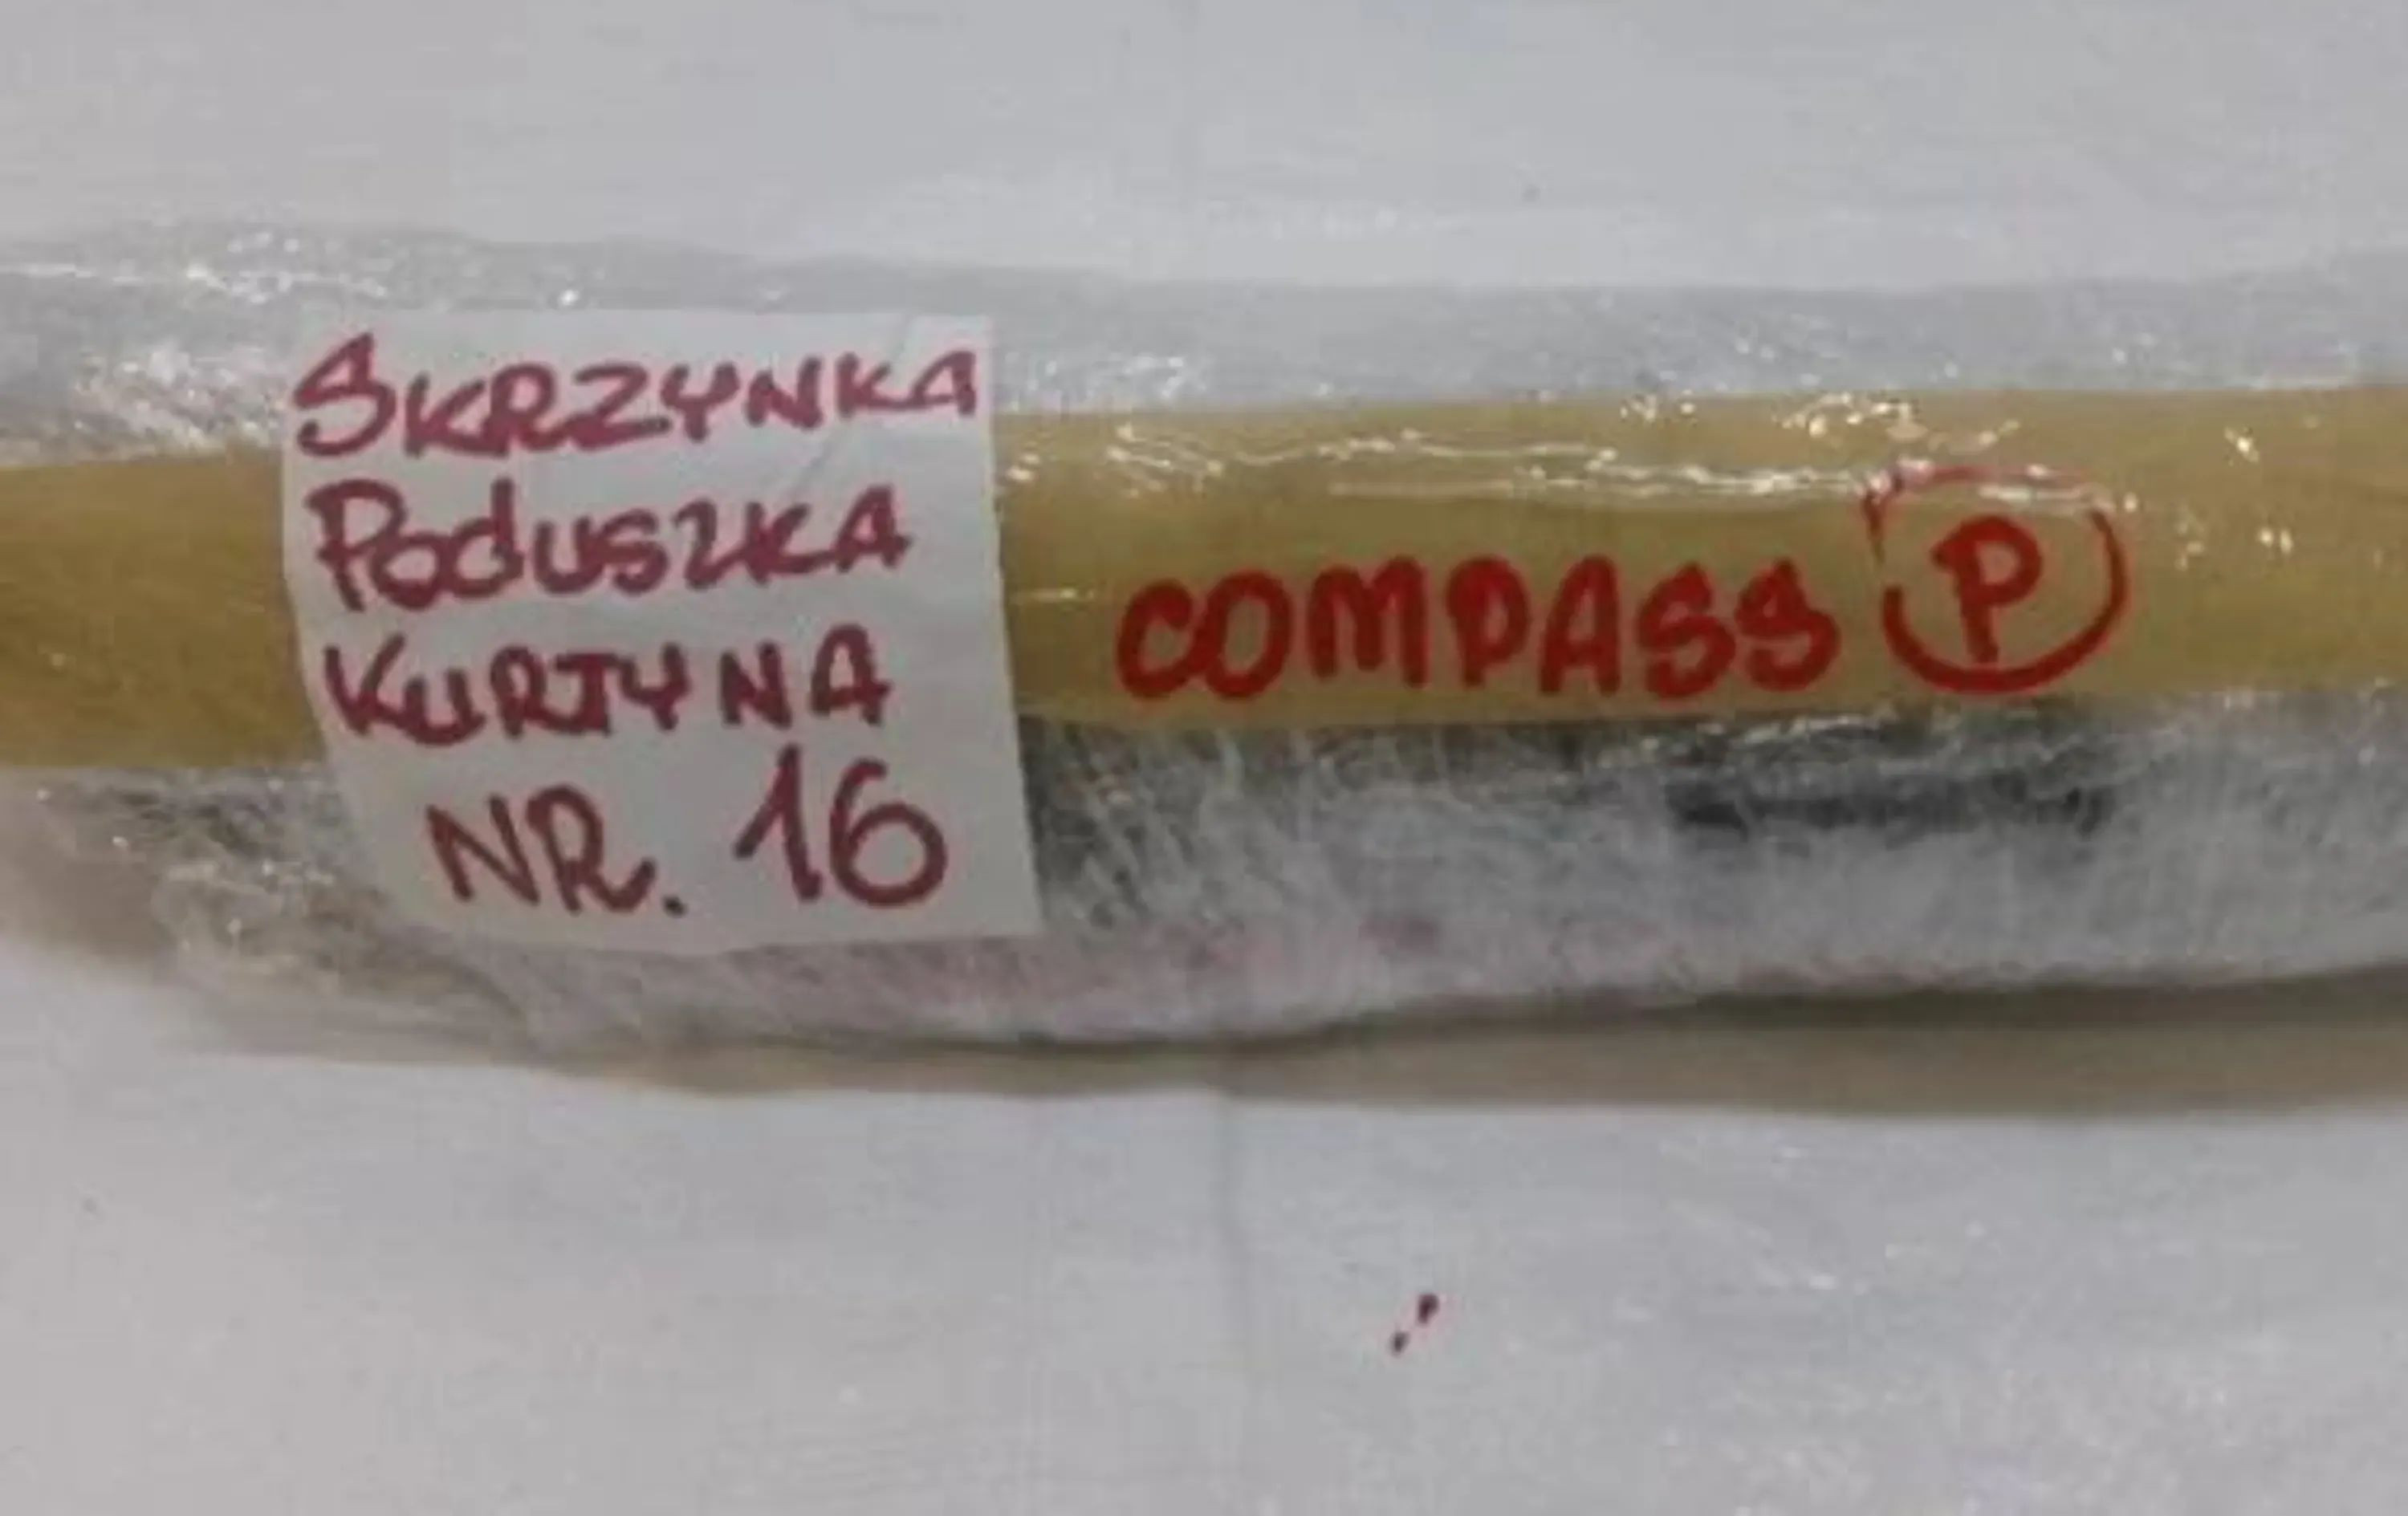 SKRZYNKA
PODUSZKA
KURTYNA
NR. 16
COMPASS P